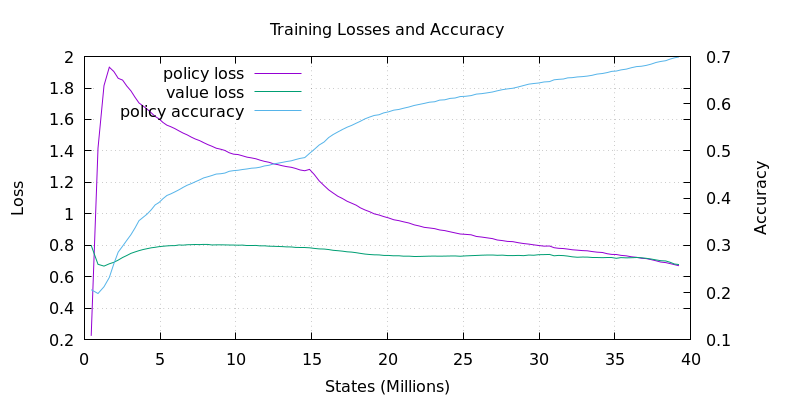 Training Losses and Accuracy
policy loss
value loss
policy accuracy
Loss
Accuracy
2
1.8
1.6
1.4
1.2
1
0.8
0.6
0.4
0.2
0.7
0.6
0.5
0.4
0.3
0.2
0.1
0 5 10 15 20 25 30 35 40
States (Millions)